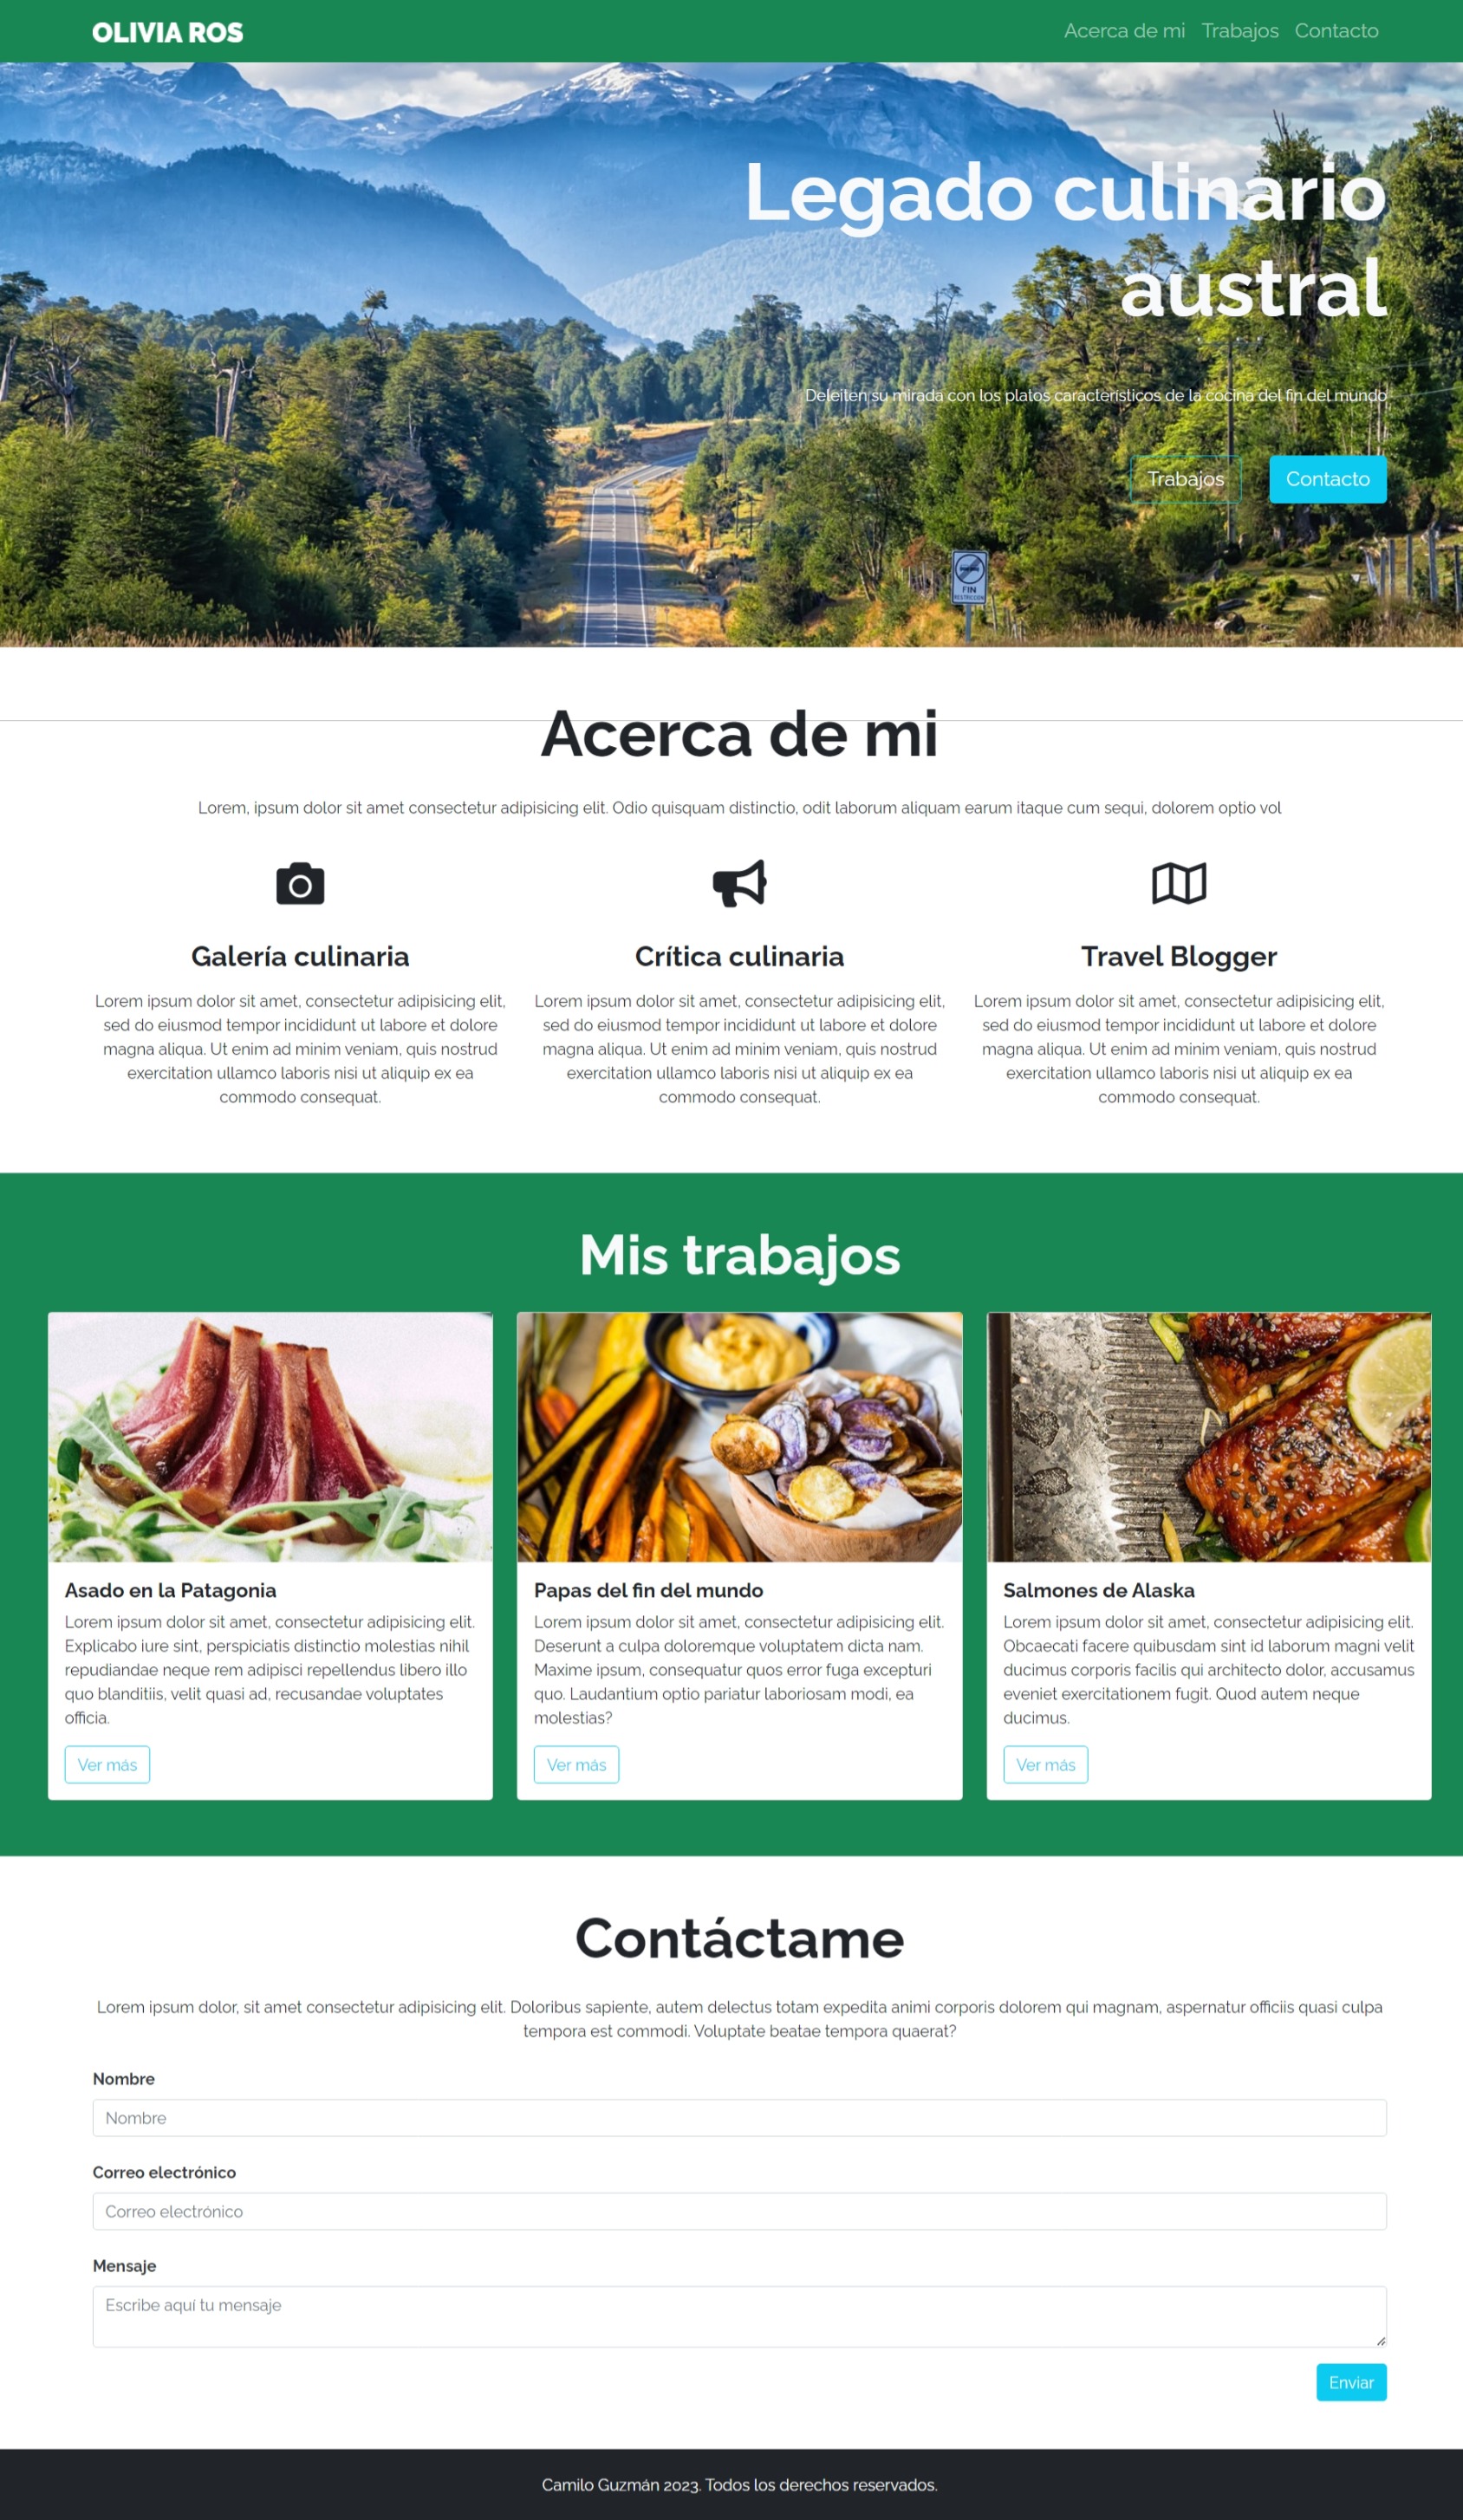 OLIVIA ROS
Acerca de mi Trabajos Contacto
Legado culinario
austral
Deleiten su mirada con los platos característicos de la cocina del fin del mundo
Trabajos Contacto
FIN
RESTRICCION
Acerca de mi
Lorem, ipsum dolor sit amet consectetur adipisicing elit. Odio quisquam distinctio, odit laborum aliquam earum itaque cum sequi, dolorem optio vol
Galería culinaria
Lorem ipsum dolor sit amet, consectetur adipisicing elit,
sed do eiusmod tempor incididunt ut labore et dolore
magna aliqua. Ut enim ad minim veniam, quis nostrud
exercitation ullamco laboris nisi ut aliquip ex ea
commodo consequat.
Crítica culinaria
Lorem ipsum dolor sit amet, consectetur adipisicing elit,
sed do eiusmod tempor incididunt ut labore et dolore
magna aliqua. Ut enim ad minim veniam, quis nostrud
exercitation ullamco laboris nisi ut aliquip ex ea
commodo consequat.
Travel Blogger
Lorem ipsum dolor sit amet, consectetur adipisicing elit,
sed do eiusmod tempor incididunt ut labore et dolore
magna aliqua. Ut enim ad minim veniam, quis nostrud
exercitation ullamco laboris nisi ut aliquip ex ea
commodo consequat.
Mis trabajos
Asado en la Patagonia
Lorem ipsum dolor sit amet, consectetur adipisicing elit.
Explicabo iure sint, perspiciatis distinctio molestias nihil
repudiandae neque rem adipisci repellendus libero illo
quo blanditiis, velit quasi ad, recusandae voluptates
officia.
Ver más
Papas del fin del mundo
Lorem ipsum dolor sit amet, consectetur adipisicing elit.
Deserunt a culpa doloremque voluptatem dicta nam.
Maxime ipsum, consequatur quos error fuga excepturi
quo. Laudantium optio pariatur laboriosam modi, ea
molestias?
Ver más
Salmones de Alaska
Lorem ipsum dolor sit amet, consectetur adipisicing elit.
Obcaecati facere quibusdam sint id laborum magni velit
ducimus corporis facilis qui architecto dolor, accusamus
eveniet exercitationem fugit. Quod autem neque
ducimus.
Ver más
Contáctame
Lorem ipsum dolor, sit amet consectetur adipisicing elit. Doloribus sapiente, autem delectus totam expedita animi corporis dolorem qui magnam, aspernatur officiis quasi culpa
tempora est commodi. Voluptate beatae tempora quaerat?
Nombre
Nombre
Correo electrónico
Correo electrónico
Mensaje
Escribe aquí tu mensaje
Enviar
Camilo Guzmán 2023. Todos los derechos reservados.